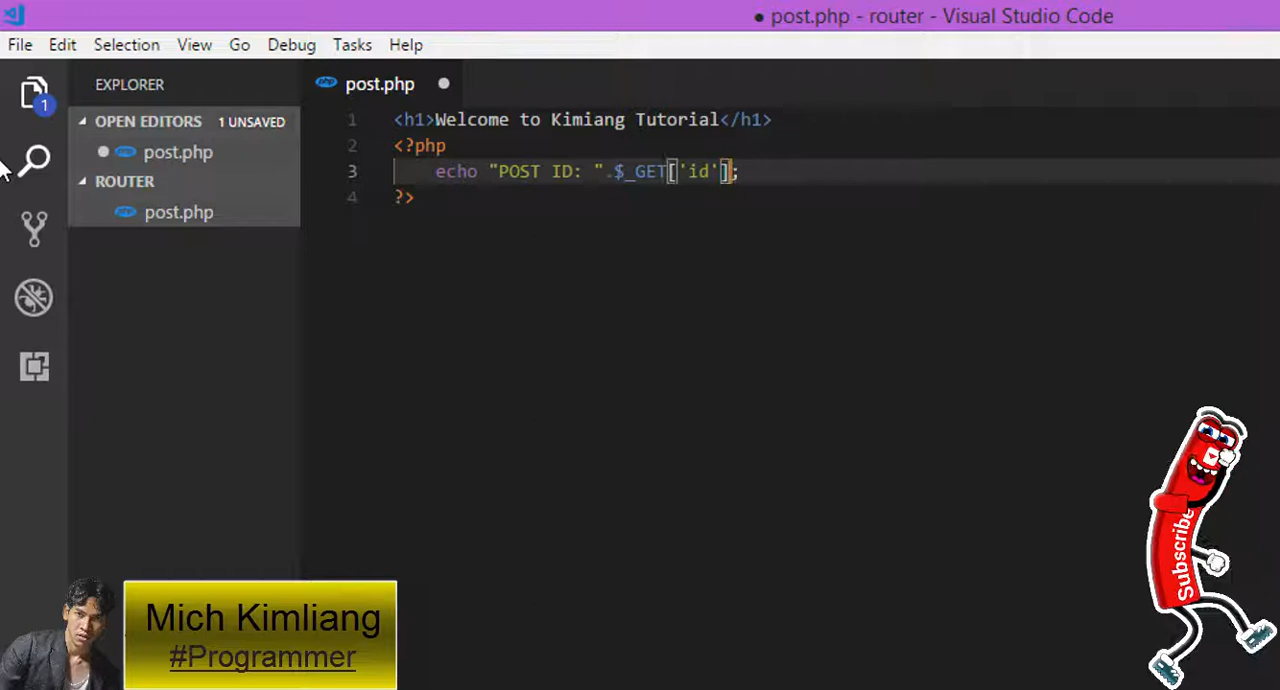 ● post.php - router - Visual Studio Code
File Edit Selection View Go Debug Tasks Help
EXPLORER
OPEN EDITORS 1 UNSAVED
post.php
ROUTER
post.php
1
post.php
1 <h1>Welcome to Kimiang Tutorial</h1>
2 <?php
3 echo "POST ID: ".$_GET['id'];
4 ?>
Subscribe
Mich Kimliang
#Programmer